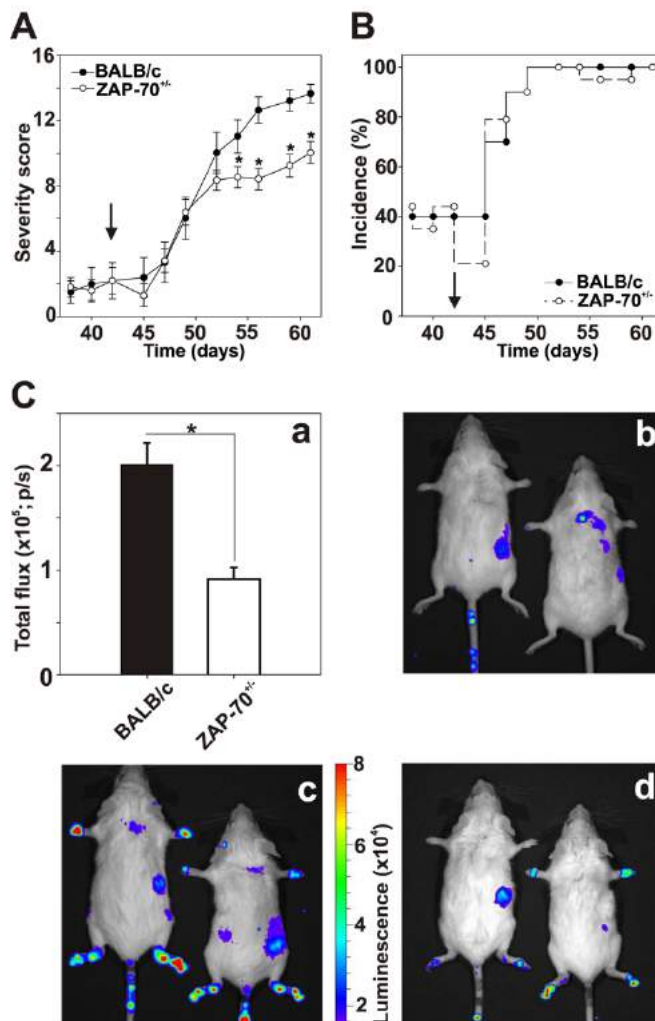 A
16
12
8
4
0
Severity score
BALB/c
ZAP-70+/-
*
*
*
*
40 45 50 55 60
Time (days)
B
100
80
60
40
20
0
Incidence (%)
BALB/c
ZAP-70+/-
40 45 50 55 60
Time (days)
C
a
2
1
0
Total flux (x10⁵; p/s)
*
BALB/c
ZAP-70+/-
b
c
8
6
4
2
Luminescence (x10⁴)
d